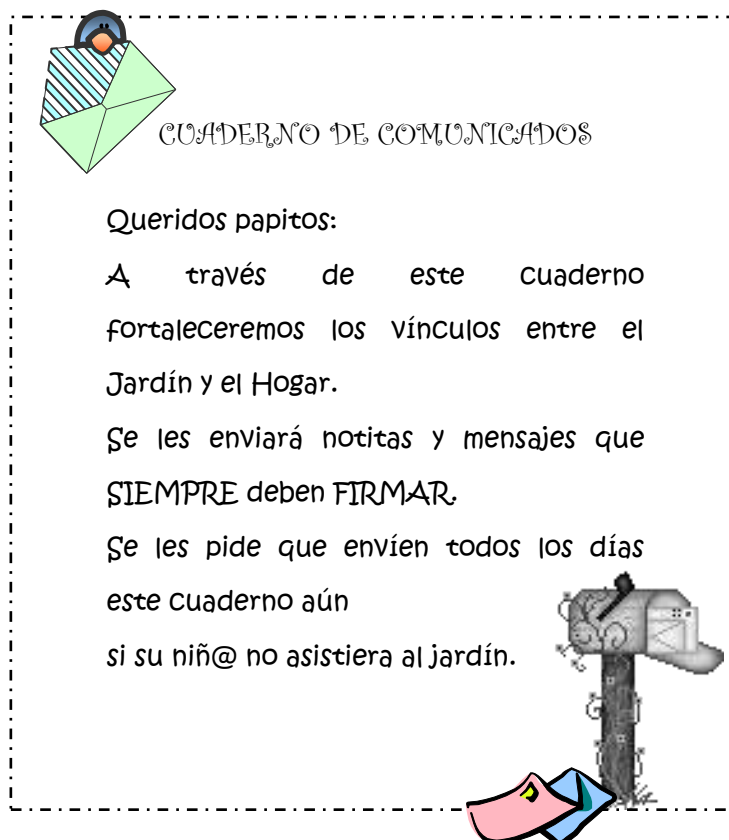 CUADERNO DE COMUNICADOS
Queridos papitos:
A través de este cuaderno
fortaleceremos los vínculos entre el
Jardín y el Hogar.
Se les enviará notitas y mensajes que
SIEMPRE deben FIRMAR.
Se les pide que envíen todos los días
este cuaderno aún
si su niñ@ no asistiera al jardín.